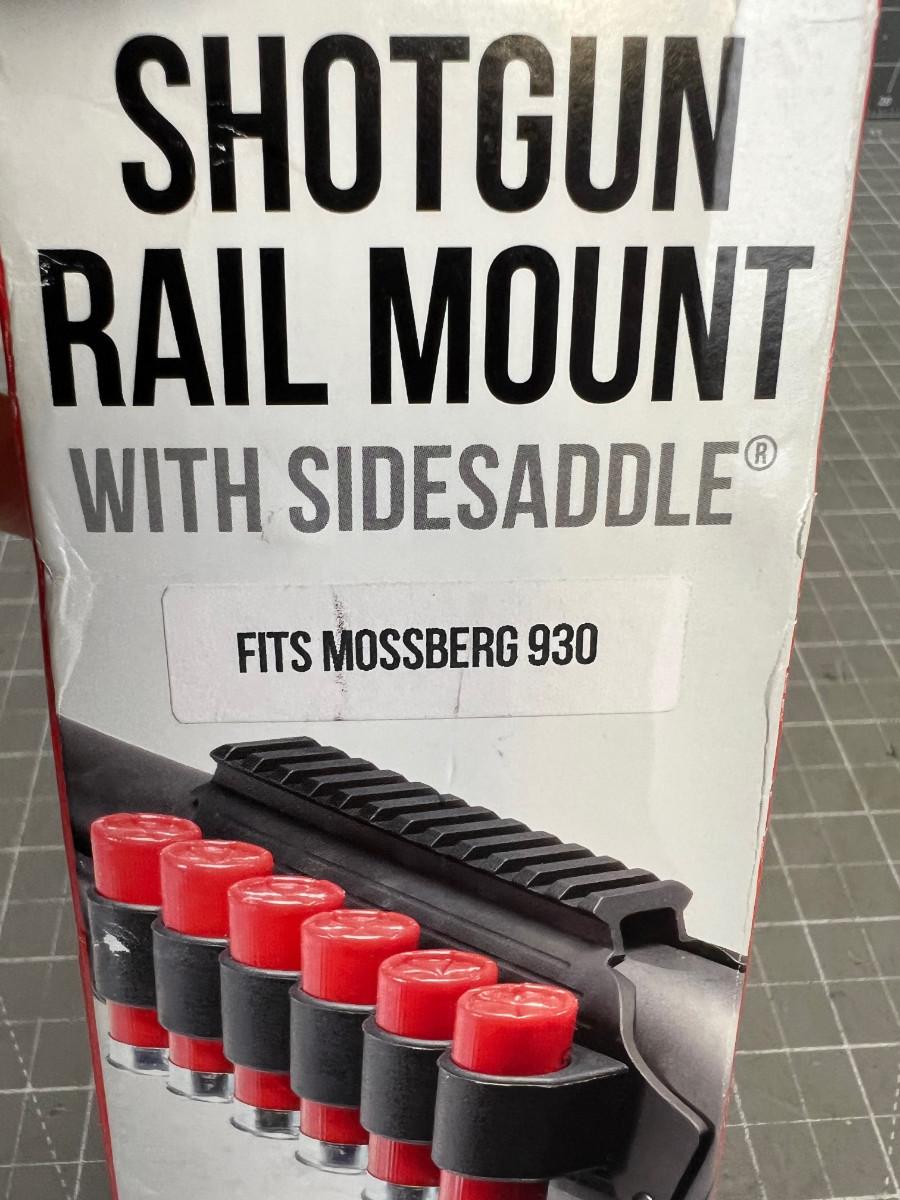 SHOTGUN
RAIL MOUNT
WITH SIDESADDLE®
FITS MOSSBERG 930